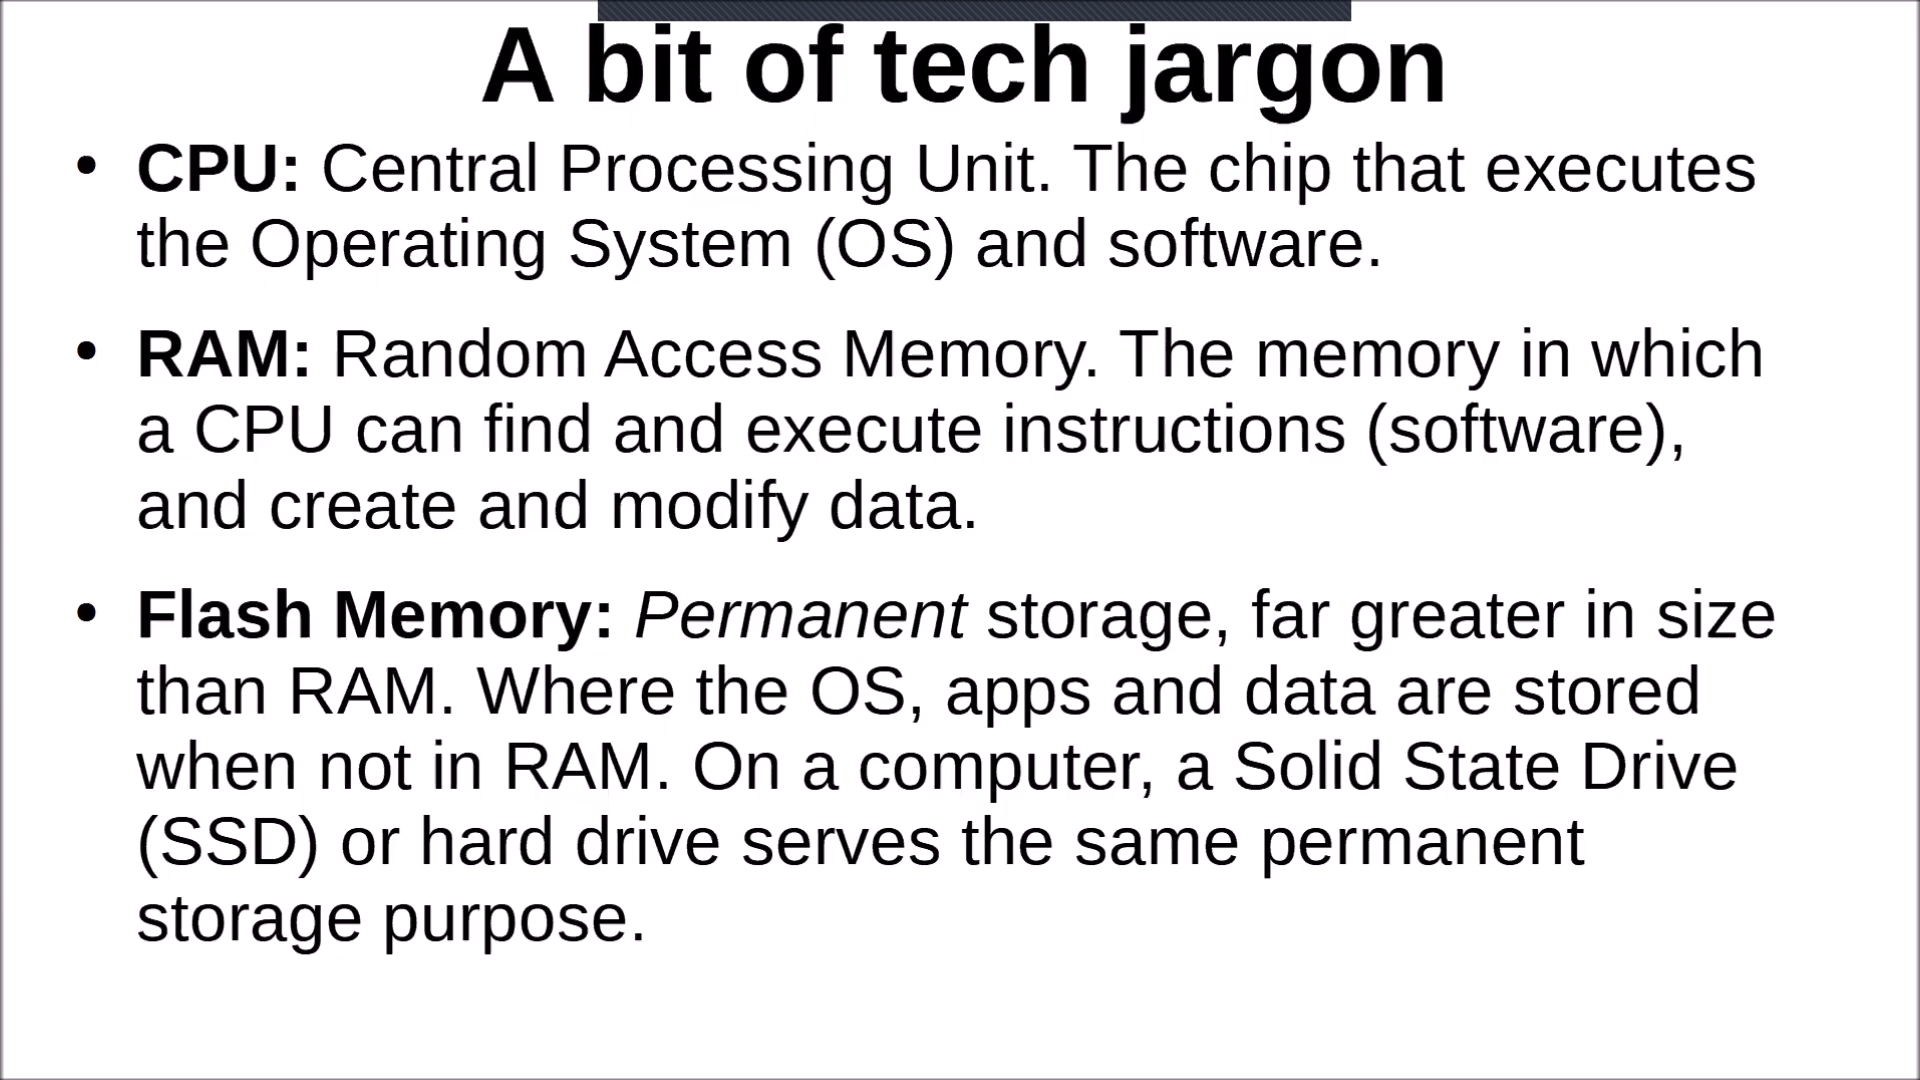 A bit of tech jargon
• CPU: Central Processing Unit. The chip that executes
the Operating System (OS) and software.
• RAM: Random Access Memory. The memory in which
a CPU can find and execute instructions (software),
and create and modify data.
• Flash Memory: Permanent storage, far greater in size
than RAM. Where the OS, apps and data are stored
when not in RAM. On a computer, a Solid State Drive
(SSD) or hard drive serves the same permanent
storage purpose.